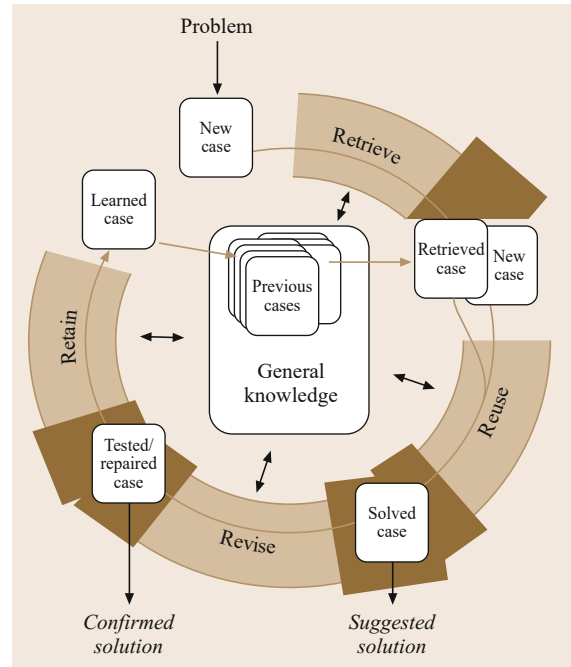 Problem
New
case
Retrieve
Learned
case
Retrieved
case
New
case
Previous
cases
General
knowledge
Retain
Reuse
Tested/
repaired
case
Solved
case
Revise
Confirmed
solution
Suggested
solution